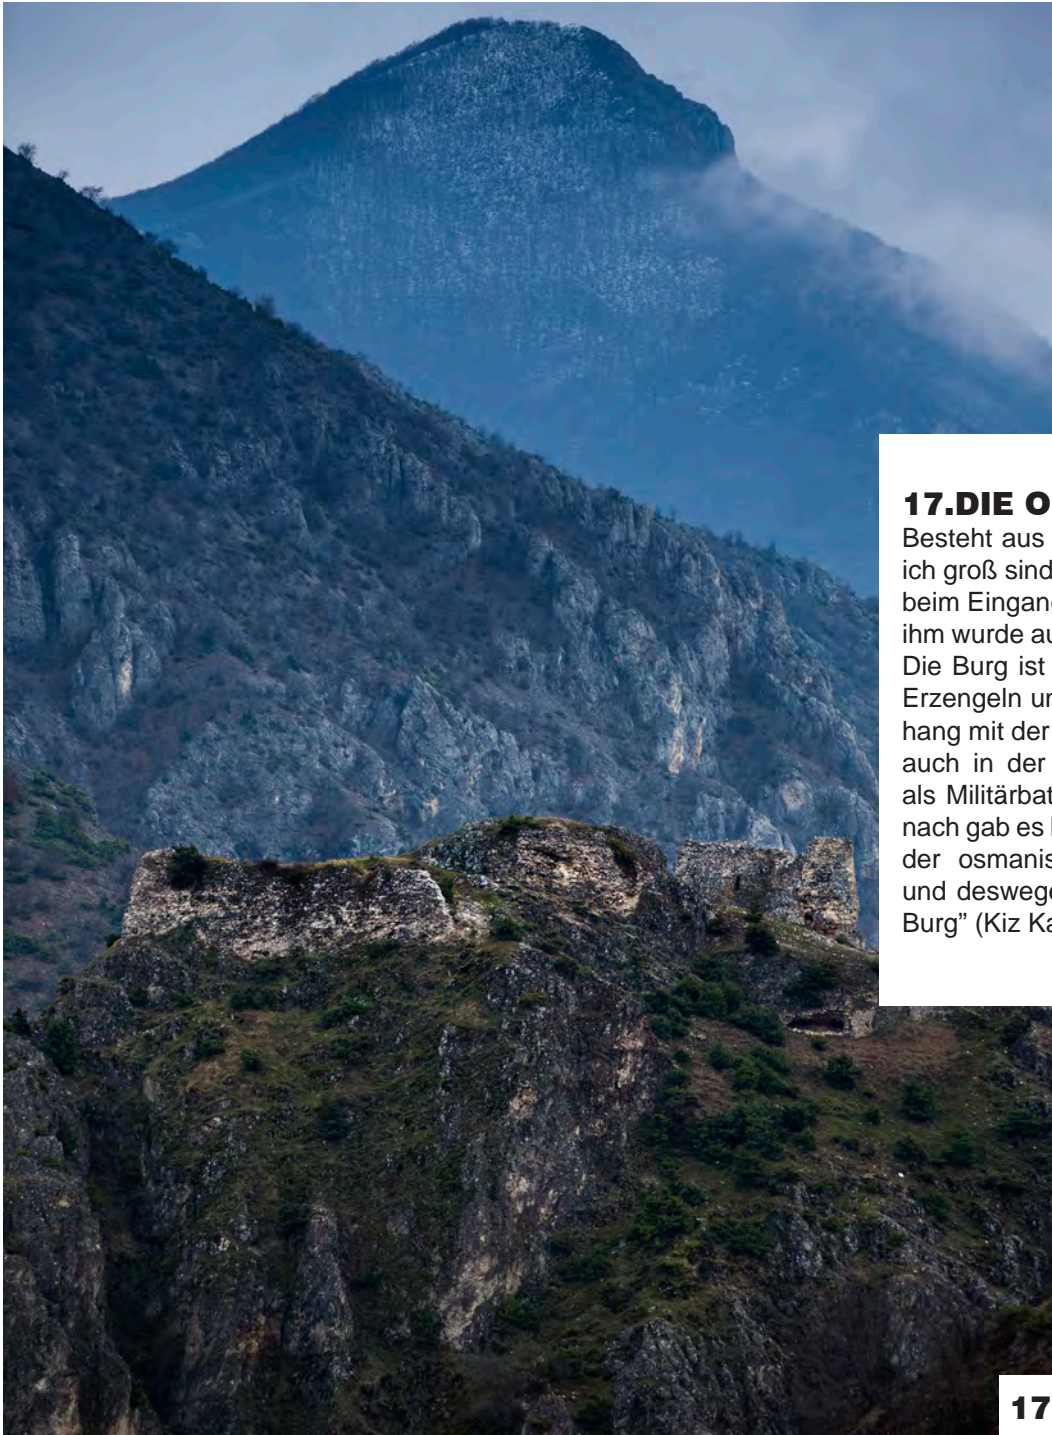 17.DIE O
Besteht aus
ich groß sind
beim Eingang
ihm wurde au
Die Burg ist
Erzengeln un
hang mit der
auch in der
als Militärbat
nach gab es
der osmanis
und deswege
Burg” (Kiz Ka
17